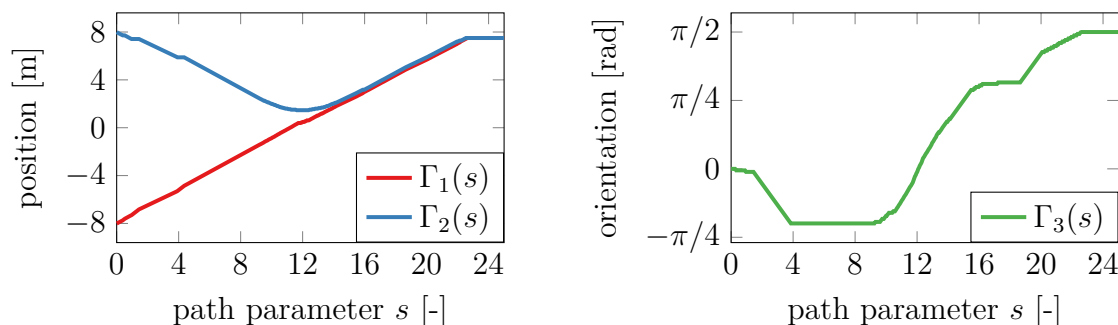 position [m]
8
4
0
−4
−8
Γ₁(s)
Γ₂(s)
0 4 8 12 16 20 24
path parameter s [-]
orientation [rad]
π/2
π/4
0
−π/4
Γ₃(s)
0 4 8 12 16 20 24
path parameter s [-]